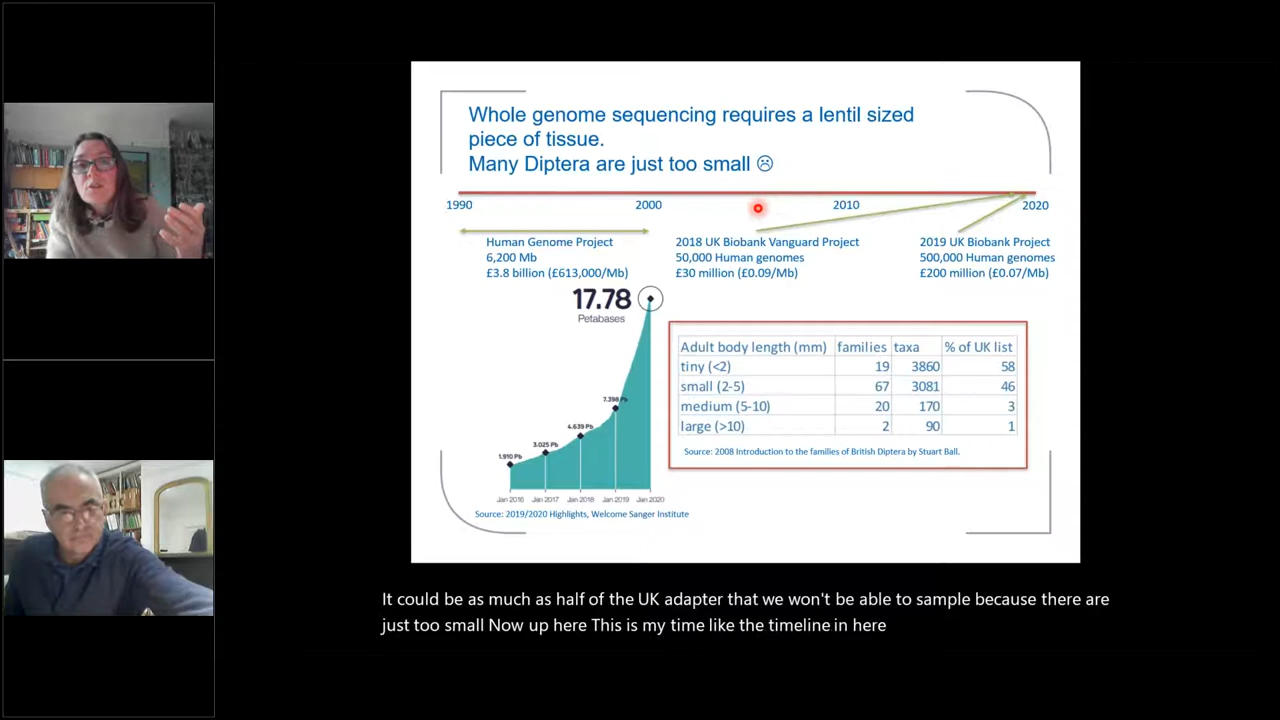 Whole genome sequencing requires a lentil sized
piece of tissue.
Many Diptera are just too small ☹
1990 2000 2010 2020
Human Genome Project
6,200 Mb
£3.8 billion (£613,000/Mb)
2018 UK Biobank Vanguard Project
50,000 Human genomes
£30 million (£0.09/Mb)
2019 UK Biobank Project
500,000 Human genomes
£200 million (£0.07/Mb)
17.78
Petabases
7.398 Pb
4.639 Pb
3.025 Pb
1.910 Pb
Jan 2016 Jan 2017 Jan 2018 Jan 2019 Jan 2020
Source: 2019/2020 Highlights, Welcome Sanger Institute
Adult body length (mm) families taxa % of UK list
tiny (<2) 19 3860 58
small (2-5) 67 3081 46
medium (5-10) 20 170 3
large (>10) 2 90 1
Source: 2008 Introduction to the families of British Diptera by Stuart Ball.
It could be as much as half of the UK adapter that we won't be able to sample because there are
just too small Now up here This is my time like the timeline in here